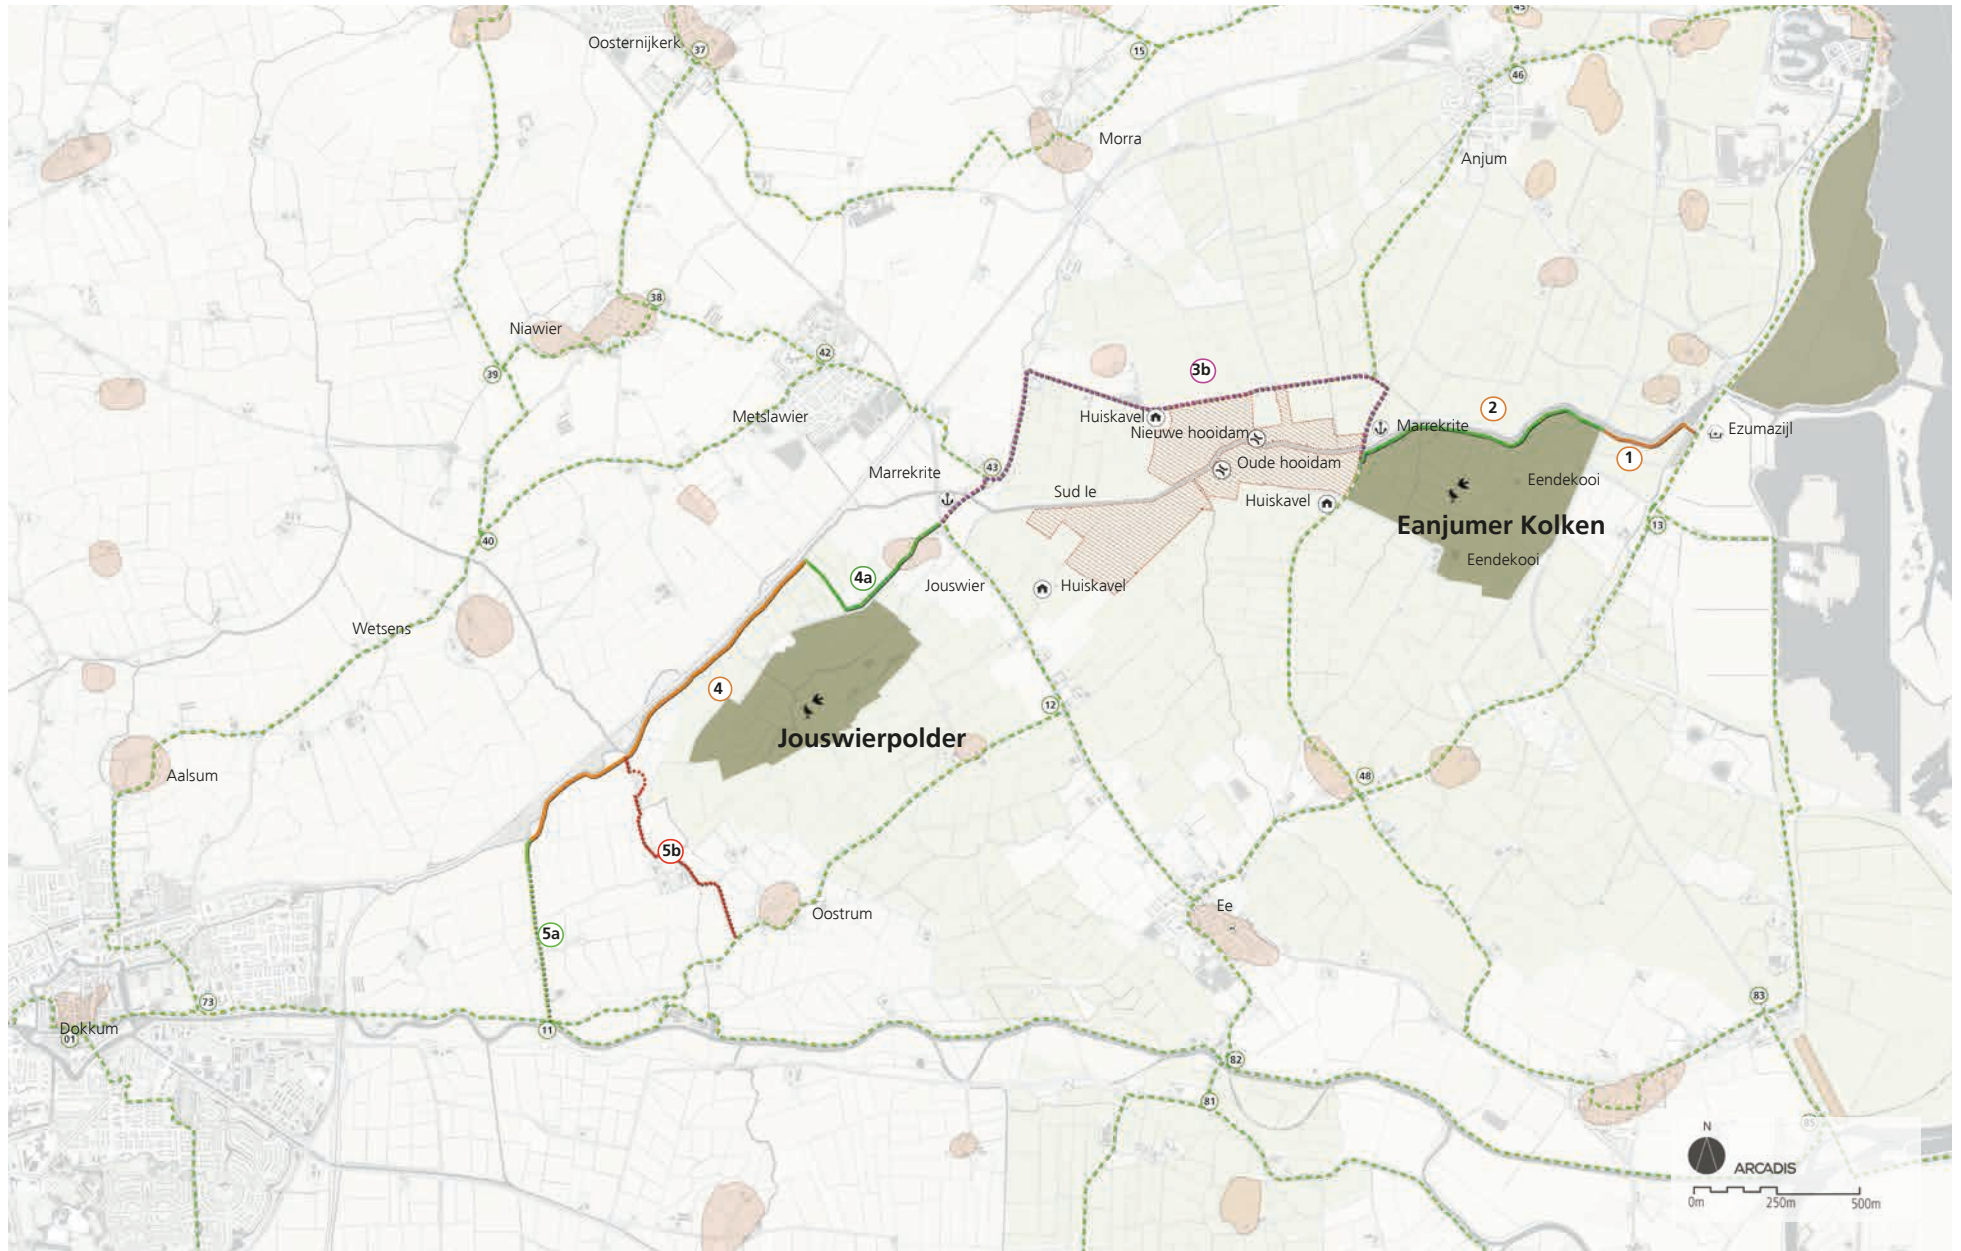 45
Oosternijkerk
37
15
46
Morra
Anjum
38
Niawier
42
39
3b
Metslawier
Huiskavel
2
Marrekrite
Ezumazijl
Nieuwe hooidam
1
Marrekrite
43
Oude hooidam
Eendekooi
Sud Ie
Huiskavel
Eanjumer Kolken
13
40
Eendekooi
4a
Jouswier
Huiskavel
Wetsens
4
12
Jouswierpolder
Aalsum
48
5b
Oostrum
Ee
5a
73
83
Dokkum
01
11
82
81
85
N
ARCADIS
0m 250m 500m